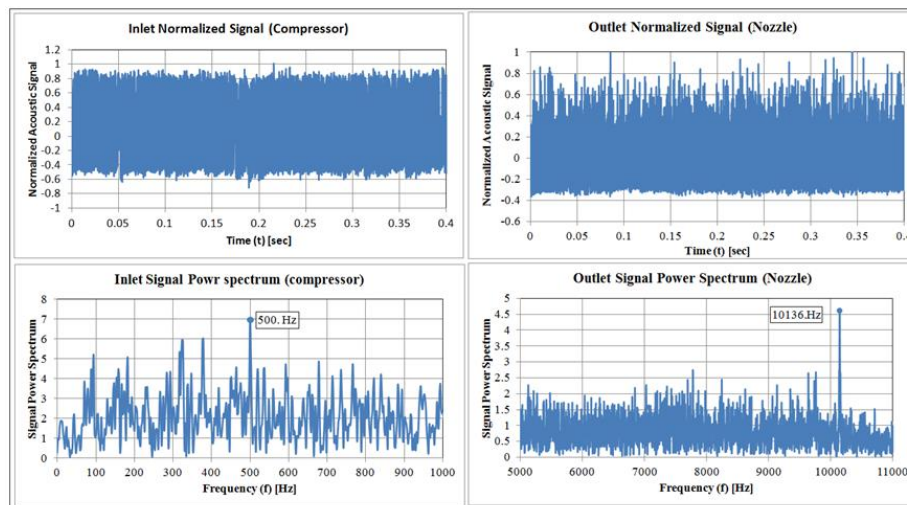 Inlet Normalized Signal (Compressor)
Normalized Acoustic Signal
1.2
1
0.8
0.6
0.4
0.2
0
-0.2
-0.4
-0.6
-0.8
-1
0 0.05 0.1 0.15 0.2 0.25 0.3 0.35 0.4
Time (t) [sec]
Outlet Normalized Signal (Nozzle)
Normalized Acoustic Signal
1
0.8
0.6
0.4
0.2
0
-0.2
-0.4
-0.6
0 0.05 0.1 0.15 0.2 0.25 0.3 0.35 0.4
Time (t) [sec]
Inlet Signal Powr spectrum (compressor)
Signal Power Spectrum
8
7
6
5
4
3
2
1
0
500. Hz
0 100 200 300 400 500 600 700 800 900 1000
Frequency (f) [Hz]
Outlet Signal Power Spectrum (Nozzle)
Signal Power Spectrum
5
4.5
4
3.5
3
2.5
2
1.5
1
0.5
0
10136.Hz
5000 6000 7000 8000 9000 10000 11000
Frequency (f) [Hz]